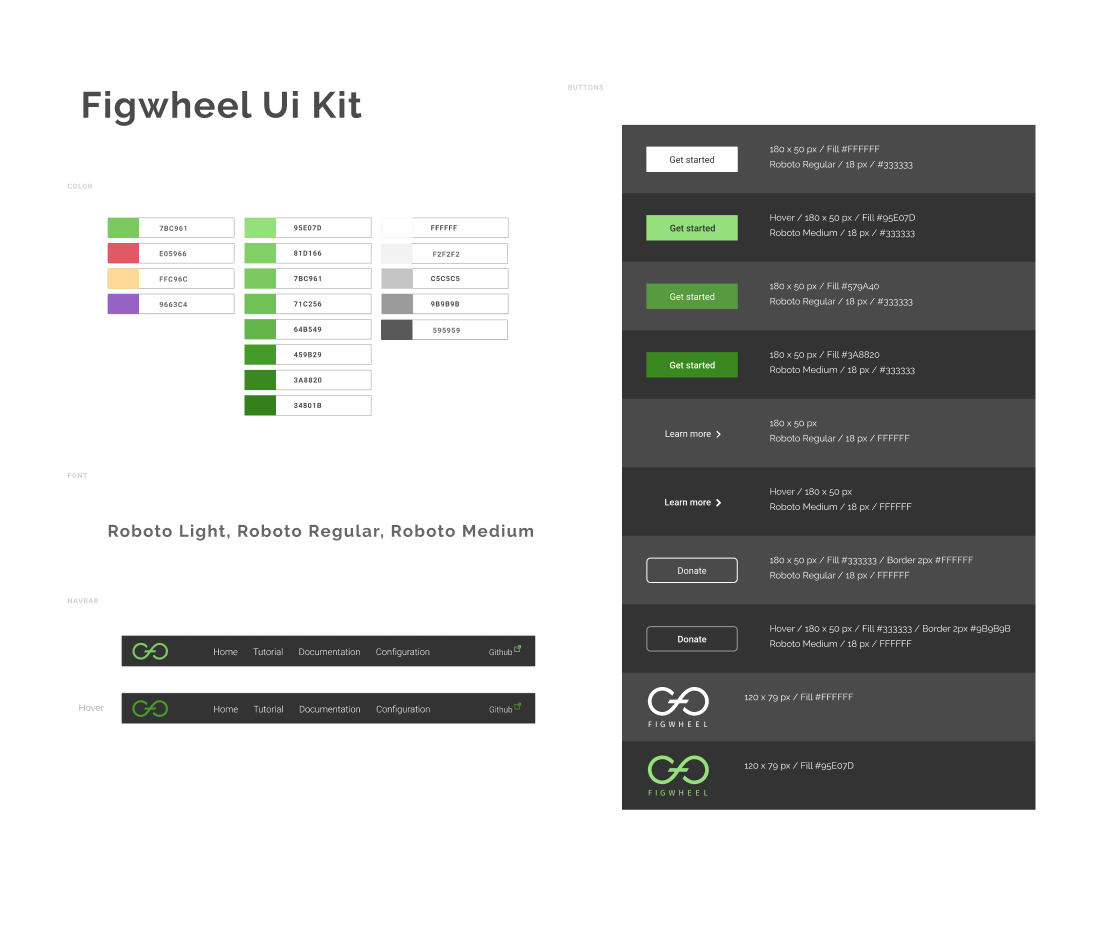 Figwheel Ui Kit
COLOR
7BC961
E05966
FFC96C
9663C4
95E07D
81D166
7BC961
71C256
64B549
459B29
3A8820
34801B
FFFFFF
F2F2F2
C5C5C5
9B9B9B
595959
FONT
Roboto Light, Roboto Regular, Roboto Medium
NAVBAR
Home Tutorial Documentation Configuration Github
Hover
Home Tutorial Documentation Configuration Github
BUTTONS
Get started
180 x 50 px / Fill #FFFFFF
Roboto Regular / 18 px / #333333
Get started
Hover / 180 x 50 px / Fill #95E07D
Roboto Medium / 18 px / #333333
Get started
180 x 50 px / Fill #579A40
Roboto Regular / 18 px / #333333
Get started
180 x 50 px / Fill #3A8820
Roboto Medium / 18 px / #333333
Learn more
180 x 50 px
Roboto Regular / 18 px / FFFFFF
Learn more
Hover / 180 x 50 px
Roboto Medium / 18 px / FFFFFF
Donate
180 x 50 px / Fill #333333 / Border 2px #FFFFFF
Roboto Regular / 18 px / FFFFFF
Donate
Hover / 180 x 50 px / Fill #333333 / Border 2px #9B9B9B
Roboto Medium / 18 px / FFFFFF
FIGWHEEL
120 x 79 px / Fill #FFFFFF
FIGWHEEL
120 x 79 px / Fill #95E07D